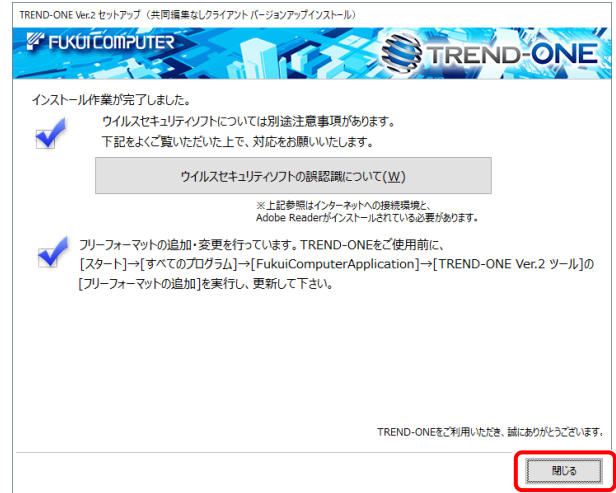 TREND-ONE Ver.2 セットアップ（共同編集なしクライアント バージョンアップインストール）
FUKUI COMPUTER
TREND-ONE
インストール作業が完了しました。
ウイルスセキュリティソフトについては別途注意事項があります。
下記をよくご覧いただいた上で、対応をお願いいたします。
ウイルスセキュリティソフトの誤認識について(W)
※上記参照はインターネットへの接続環境と、
Adobe Readerがインストールされている必要があります。
フリーフォーマットの追加・変更を行っています。TREND-ONEをご使用前に、
[スタート]→[すべてのプログラム]→[FukuiComputerApplication]→[TREND-ONE Ver.2 ツール]の
[フリーフォーマットの追加]を実行し、更新して下さい。
TREND-ONEをご利用いただき、誠にありがとうございます。
閉じる